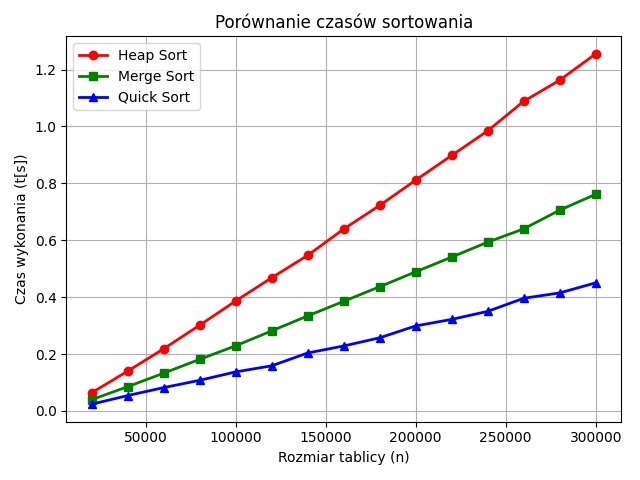 Porównanie czasów sortowania
Heap Sort
Merge Sort
Quick Sort
Czas wykonania (t[s])
1.2
1.0
0.8
0.6
0.4
0.2
0.0
50000 100000 150000 200000 250000 300000
Rozmiar tablicy (n)